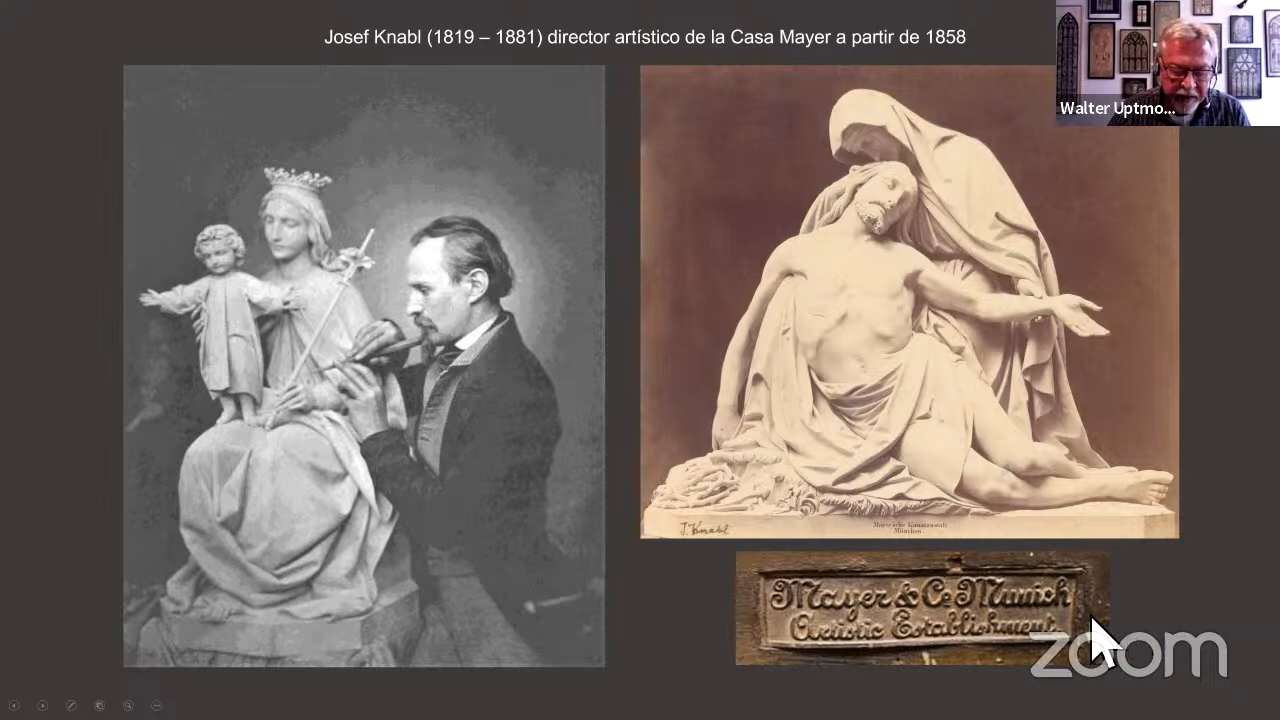 Josef Knabl (1819 – 1881) director artístico de la Casa Mayer a partir de 1858
Walter Uptmo...
J. Knabl
Mayer'sche Kunstanstalt
München.
Mayer & Co. Munich
Artistic Establishment.
zoom